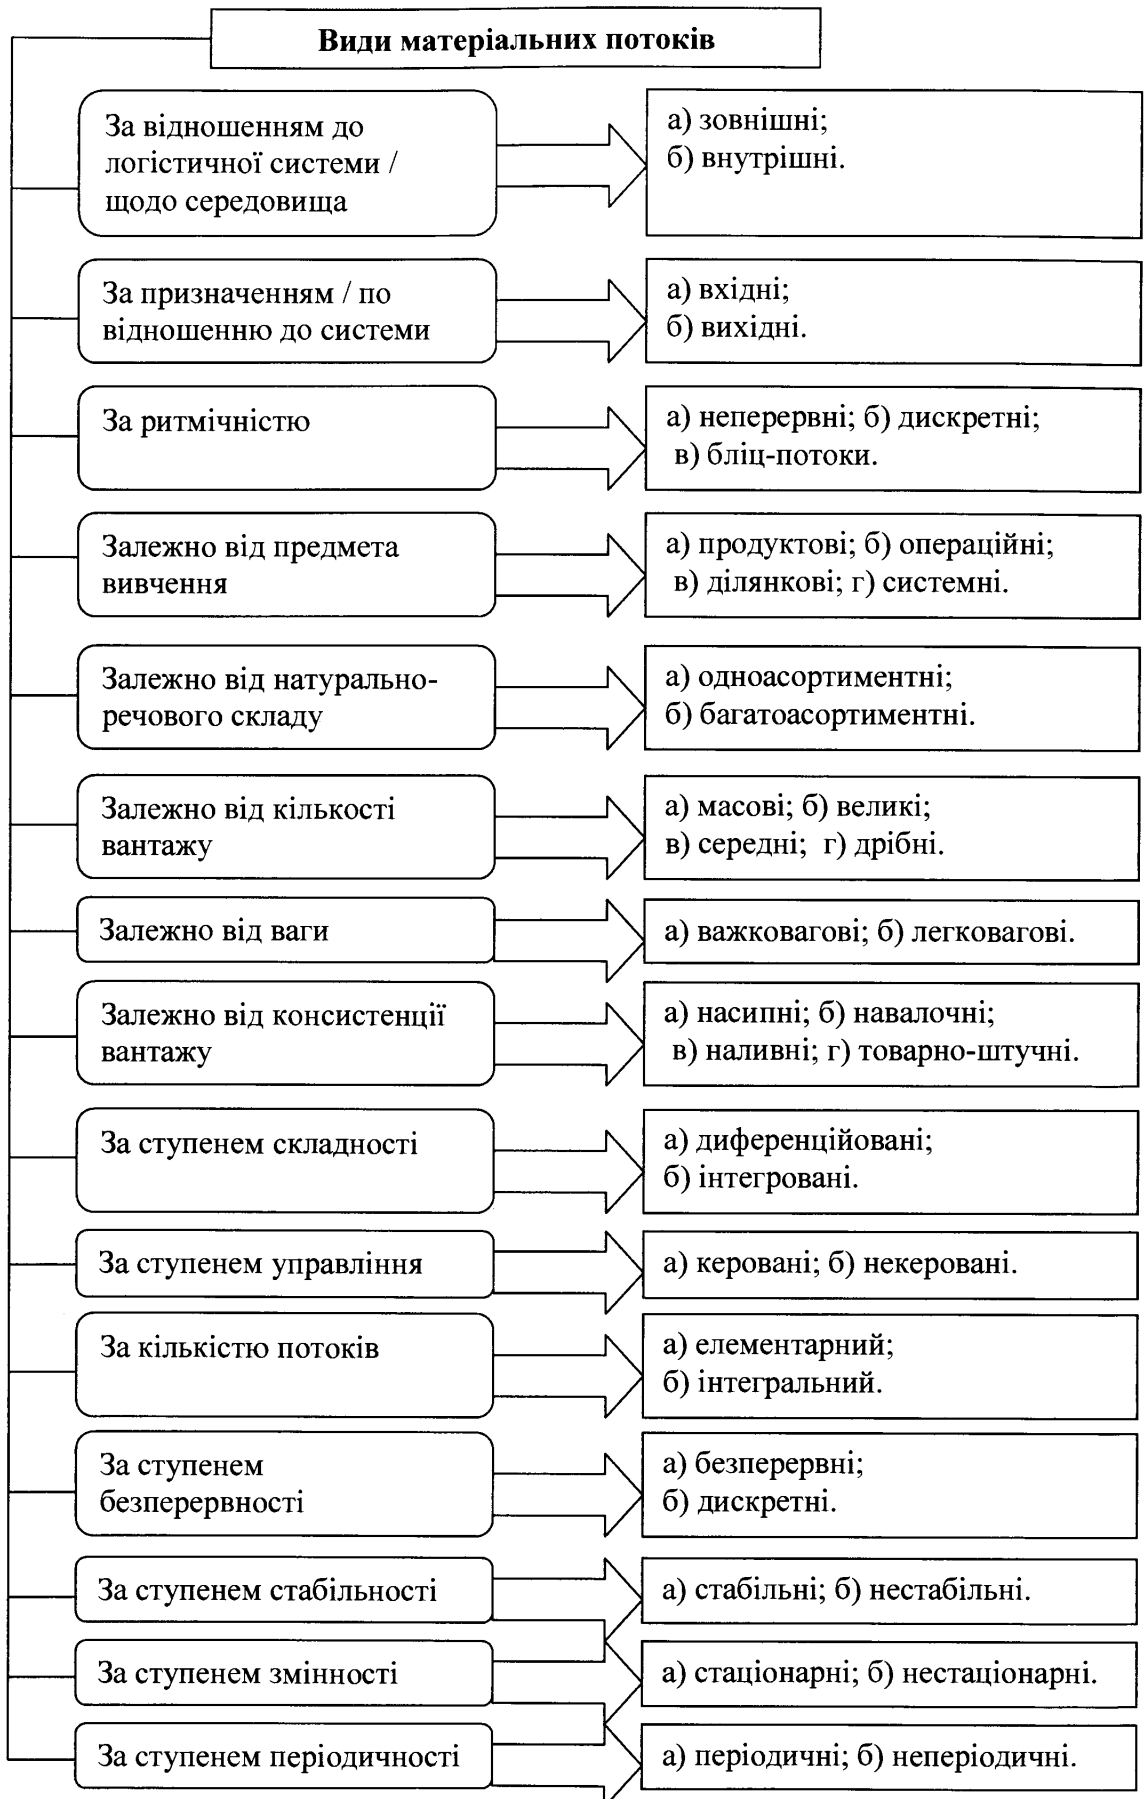 Види матеріальних потоків
За відношенням до
логістичної системи /
щодо середовища
а) зовнішні;
б) внутрішні.
За призначенням / по
відношенню до системи
а) вхідні;
б) вихідні.
За ритмічністю
а) неперервні; б) дискретні;
в) бліц-потоки.
Залежно від предмета
вивчення
а) продуктові; б) операційні;
в) ділянкові; г) системні.
Залежно від натурально-
речового складу
а) одноасортиментні;
б) багатоасортиментні.
Залежно від кількості
вантажу
а) масові; б) великі;
в) середні; г) дрібні.
Залежно від ваги
а) важковагові; б) легковагові.
Залежно від консистенції
вантажу
а) насипні; б) навалочні;
в) наливні; г) товарно-штучні.
За ступенем складності
а) диференційовані;
б) інтегровані.
За ступенем управління
а) керовані; б) некеровані.
За кількістю потоків
а) елементарний;
б) інтегральний.
За ступенем
безперервності
а) безперервні;
б) дискретні.
За ступенем стабільності
а) стабільні; б) нестабільні.
За ступенем змінності
а) стаціонарні; б) нестаціонарні.
За ступенем періодичності
а) періодичні; б) неперіодичні.